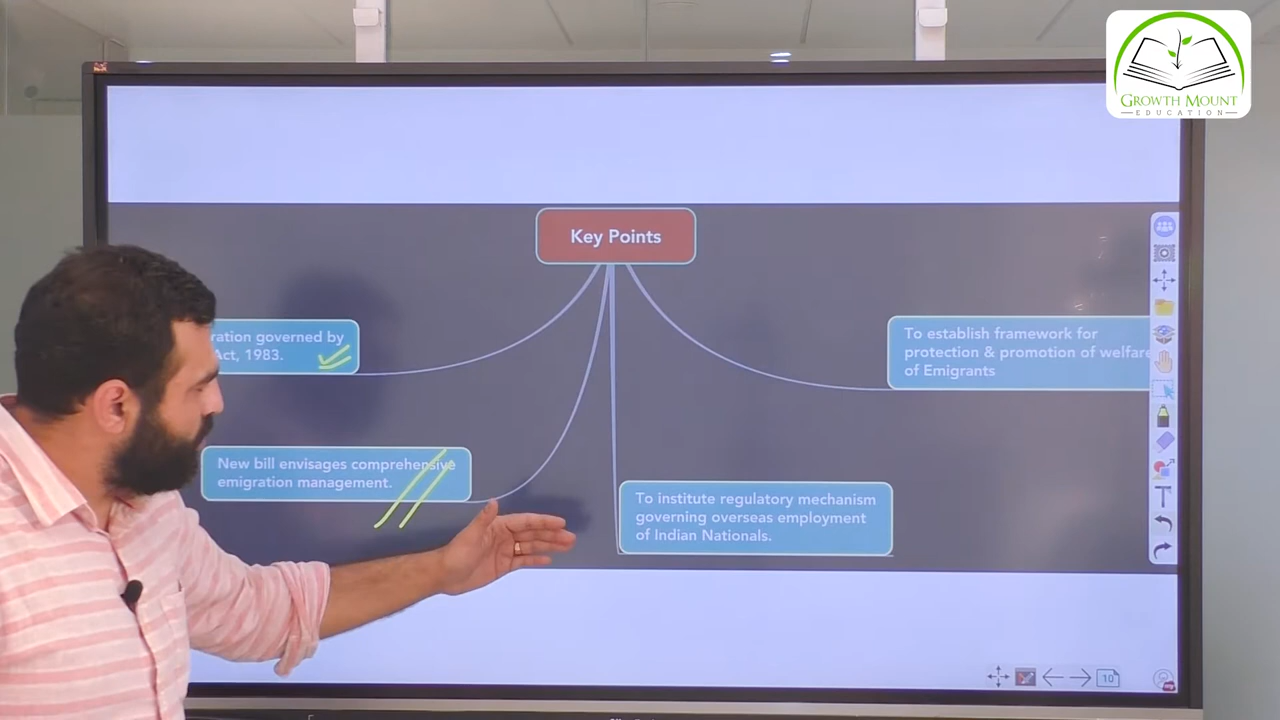 GROWTH MOUNT
EDUCATION
Key Points
governed by
Act, 1983.
New bill envisages comprehensive
emigration management.
To institute regulatory mechanism
governing overseas employment
of Indian Nationals.
To establish framework for
protection & promotion of welfare
of Emigrants
10